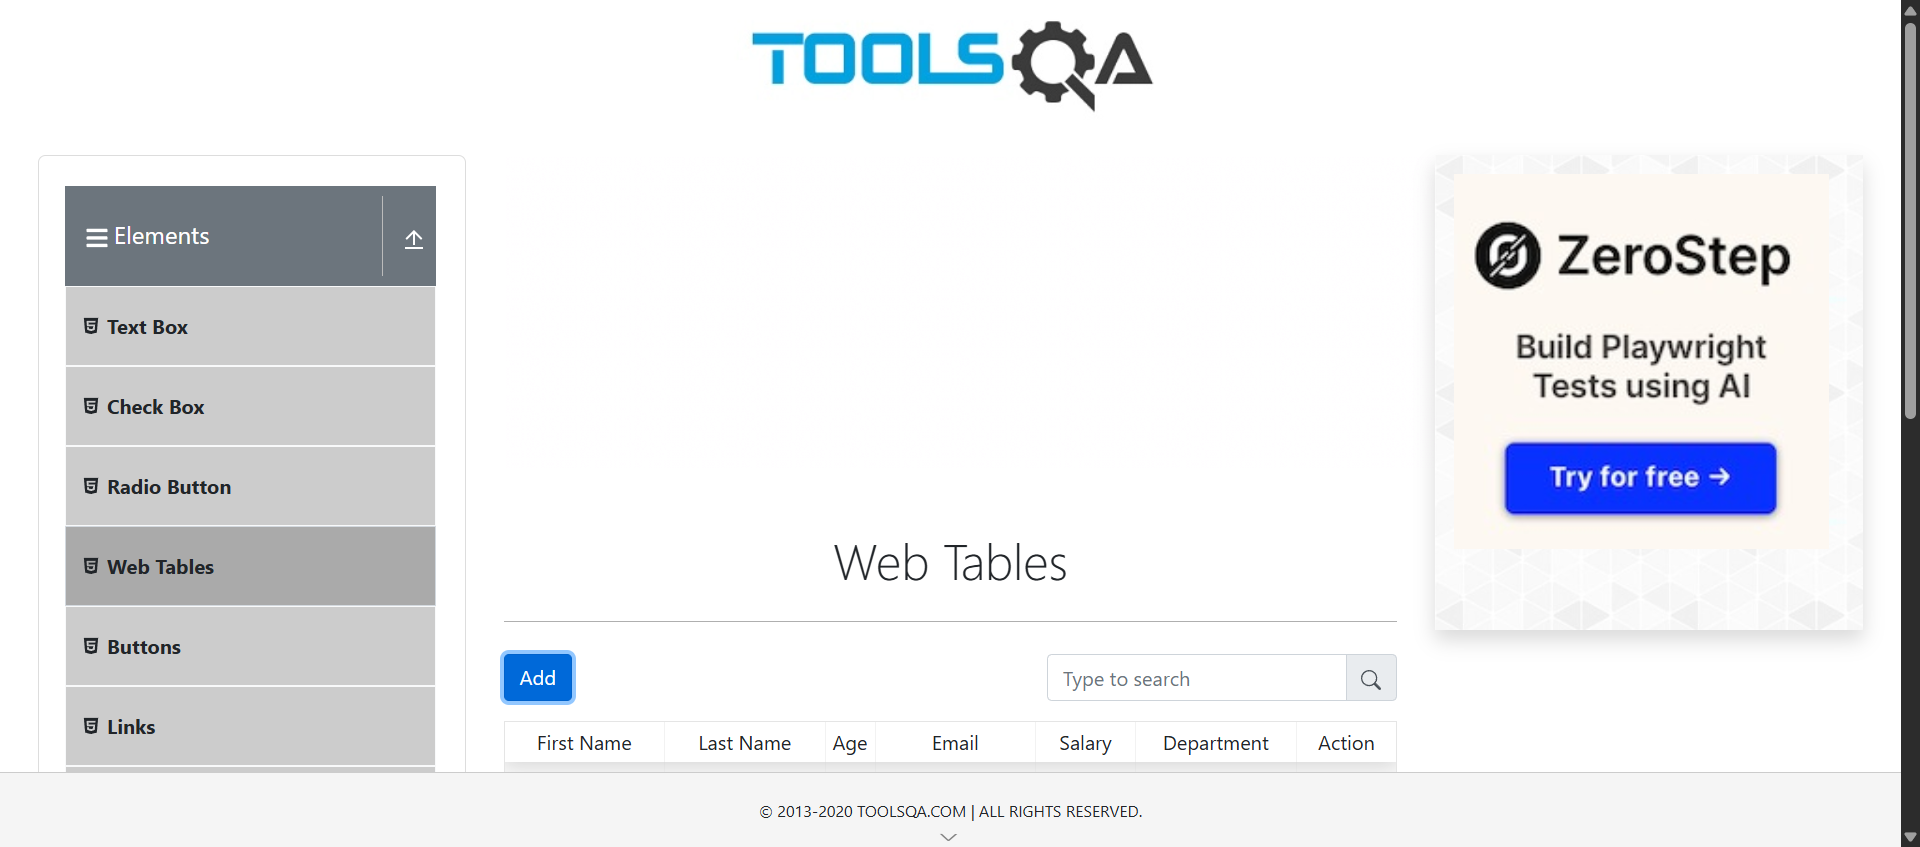 TOOLSQA
Elements
Text Box
Check Box
Radio Button
Web Tables
Buttons
Links
Web Tables
Add
Type to search
First Name Last Name Age Email Salary Department Action
ZeroStep
Build Playwright
Tests using AI
Try for free →
© 2013-2020 TOOLSQA.COM | ALL RIGHTS RESERVED.